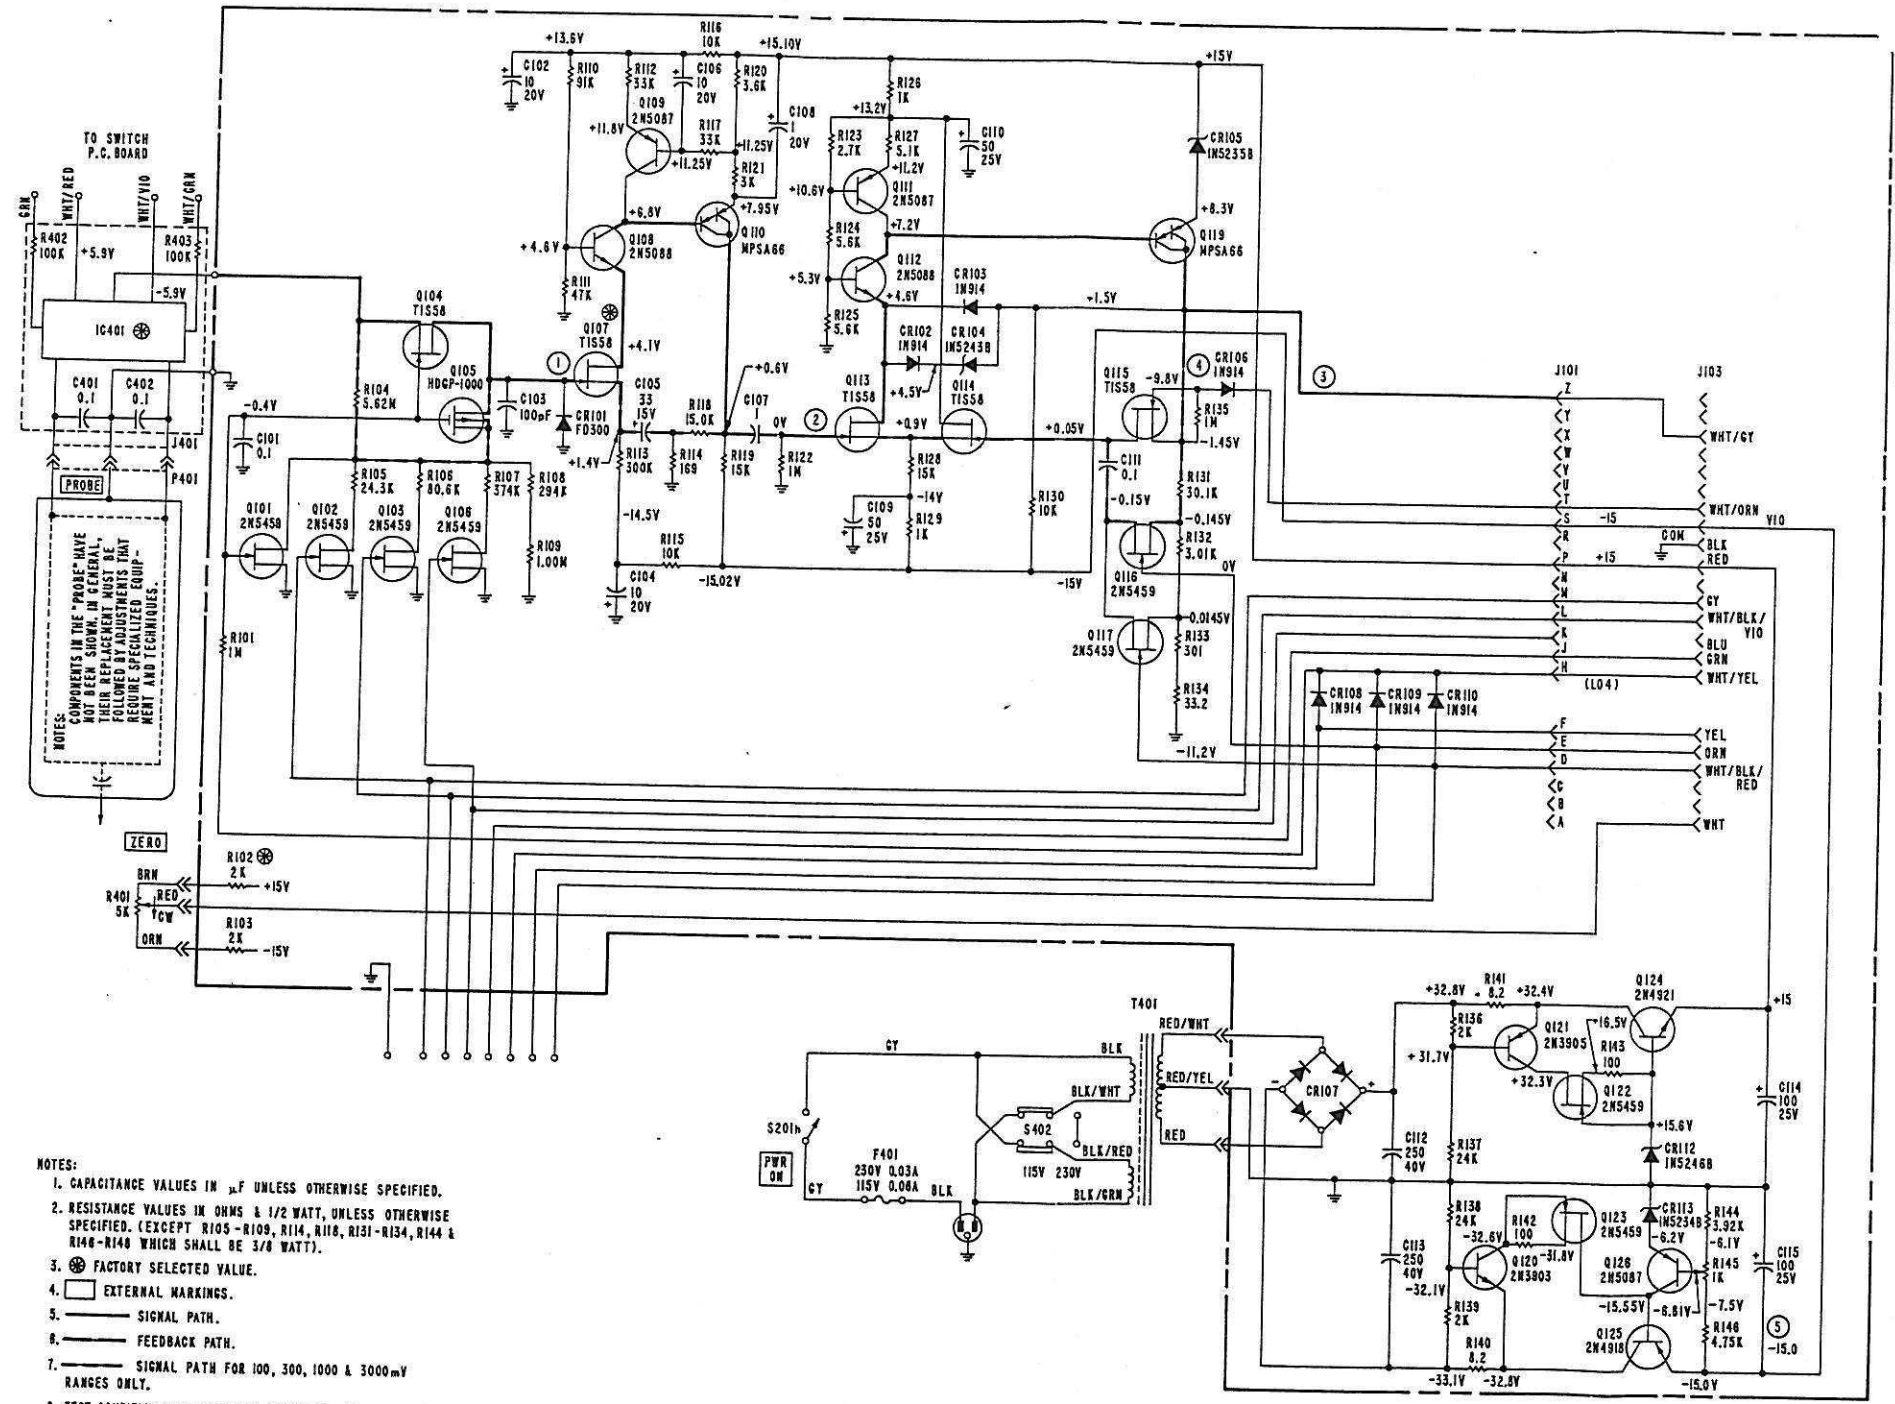 TO SWITCH
P.C. BOARD
GRN
WHT/RED
WHT/VIO
WHT/GRN
R402
100K
+5.9V
R403
100K
-5.9V
IC401
C401
0.1
C402
0.1
J401
P401
PROBE
NOTES:
COMPONENTS IN THE "PROBE" HAVE
NOT BEEN SHOWN. IN GENERAL,
THEIR REPLACEMENT MUST BE
FOLLOWED BY ADJUSTMENTS THAT
REQUIRE SPECIALIZED EQUIP-
MENT AND TECHNIQUES.
ZERO
BRN
R401
5K
RED
CW
ORN
R102
2K
+15V
R103
2K
-15V
-0.4V
C101
0.1
R101
1M
Q101
2N5458
Q102
2N5459
Q103
2N5459
Q106
2N5459
R104
5.62M
R105
24.3K
R106
80.6K
R107
374K
R108
294K
R109
1.00M
Q104
TIS58
Q105
HDGP-1000
C103
100pF
CR101
FD300
1
Q107
TIS58
+4.1V
+13.6V
C102
10
20V
R110
91K
R112
33K
R116
10K
C106
10
20V
+15.10V
R120
3.6K
Q109
2N5087
+11.8V
R117
33K
+11.25V
+11.25V
R121
3K
C108
1
20V
+6.8V
+7.95V
+4.6V
Q108
2N5088
Q110
MPSA66
R111
47K
C105
33
15V
R118
15.0K
+0.6V
C107
1
0V
+1.4V
R113
300K
R114
169
R119
15K
R122
1M
-14.5V
R115
10K
C104
10
20V
-15.02V
R126
1K
+13.2V
R123
2.7K
R127
5.1K
C110
50
25V
+11.2V
+10.6V
Q111
2N5087
+7.2V
R124
5.6K
Q112
2N5088
+5.3V
+4.6V
R125
5.6K
CR103
1N914
CR102
1N914
CR104
1N5243B
+4.5V
2
Q113
TIS58
Q114
TIS58
+0.9V
+0.05V
R128
15K
-14V
C109
50
25V
R129
1K
R130
10K
-15V
+15V
CR105
1N5235B
+8.3V
Q119
MPSA66
+1.5V
Q115
TIS58
-9.8V
4
CR106
1N914
R135
1M
-1.45V
C111
0.1
-0.15V
R131
30.1K
-0.145V
R132
3.01K
Q116
2N5459
0V
-0.0145V
Q117
2N5459
R133
301
R134
33.2
-11.2V
3
CR108
1N914
CR109
1N914
CR110
1N914
J101
Z
Y
X
W
V
U
T
S
R
P
N
M
L
K
J
H
(L04)
F
E
D
C
B
A
-15
+15
COM
J103
WHT/GY
WHT/ORN
VIO
BLK
RED
GY
WHT/BLK/
VIO
BLU
GRN
WHT/YEL
YEL
ORN
WHT/BLK/
RED
WHT
GY
S201h
PWR
ON
GY
F401
230V 0.03A
115V 0.06A
BLK
S402
115V 230V
BLK
BLK/WHT
BLK/RED
BLK/GRN
T401
RED/WHT
RED/YEL
RED
CR107
- +
+32.8V
R141
8.2
+32.4V
Q124
2N4921
+15
R136
2K
+31.7V
Q121
2N3905
+16.5V
R143
100
+32.3V
Q122
2N5459
+15.6V
C114
100
25V
C112
250
40V
R137
24K
CR112
1N5246B
R138
24K
R142
100
-32.6V
-31.8V
Q123
2N5459
CR113
1N5234B
-6.2V
R144
3.92K
-6.1V
C113
250
40V
-32.1V
Q120
2N3903
Q126
2N5087
R145
1K
C115
100
25V
-15.55V
-6.81V
-7.5V
R139
2K
R140
8.2
Q125
2N4918
R146
4.75K
5
-15.0
-33.1V
-32.8V
-15.0V
NOTES:
1. CAPACITANCE VALUES IN µF UNLESS OTHERWISE SPECIFIED.
2. RESISTANCE VALUES IN OHMS & 1/2 WATT, UNLESS OTHERWISE
SPECIFIED. (EXCEPT R105-R109, R114, R118, R131-R134, R144 &
R146-R148 WHICH SHALL BE 3/8 WATT).
3. FACTORY SELECTED VALUE.
4. EXTERNAL MARKINGS.
5. SIGNAL PATH.
6. FEEDBACK PATH.
7. SIGNAL PATH FOR 100, 300, 1000 & 3000mV
RANGES ONLY.